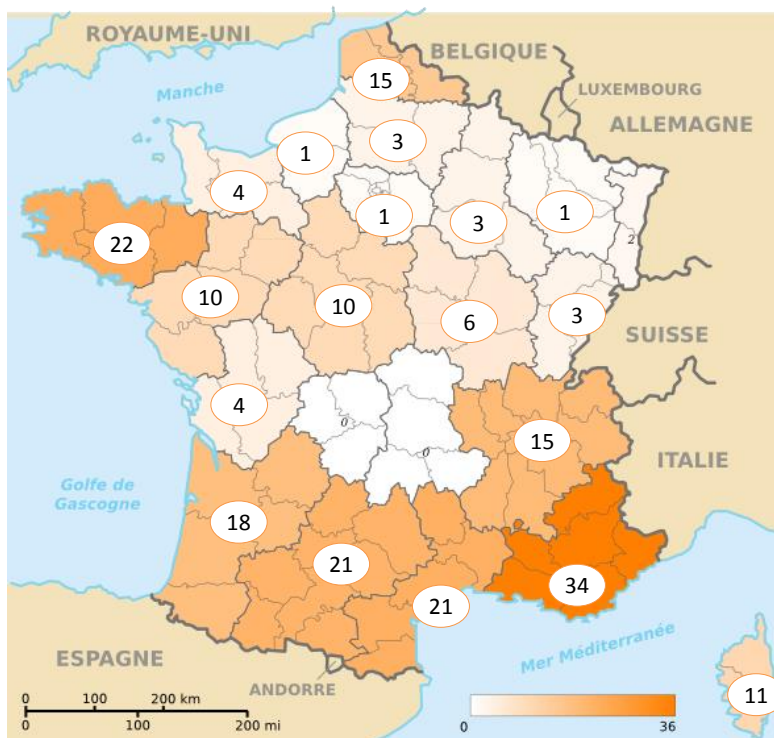 ROYAUME-UNI
BELGIQUE
15
LUXEMBOURG
Manche
ALLEMAGNE
3
1
4
1
3
1
2
22
10
10
6
3
SUISSE
4
0
0
15
ITALIE
Golfe de
Gascogne
18
21
34
21
ESPAGNE
Mer Méditerranée
ANDORRE
11
0 100 200 km
0 100 200 mi
0 36